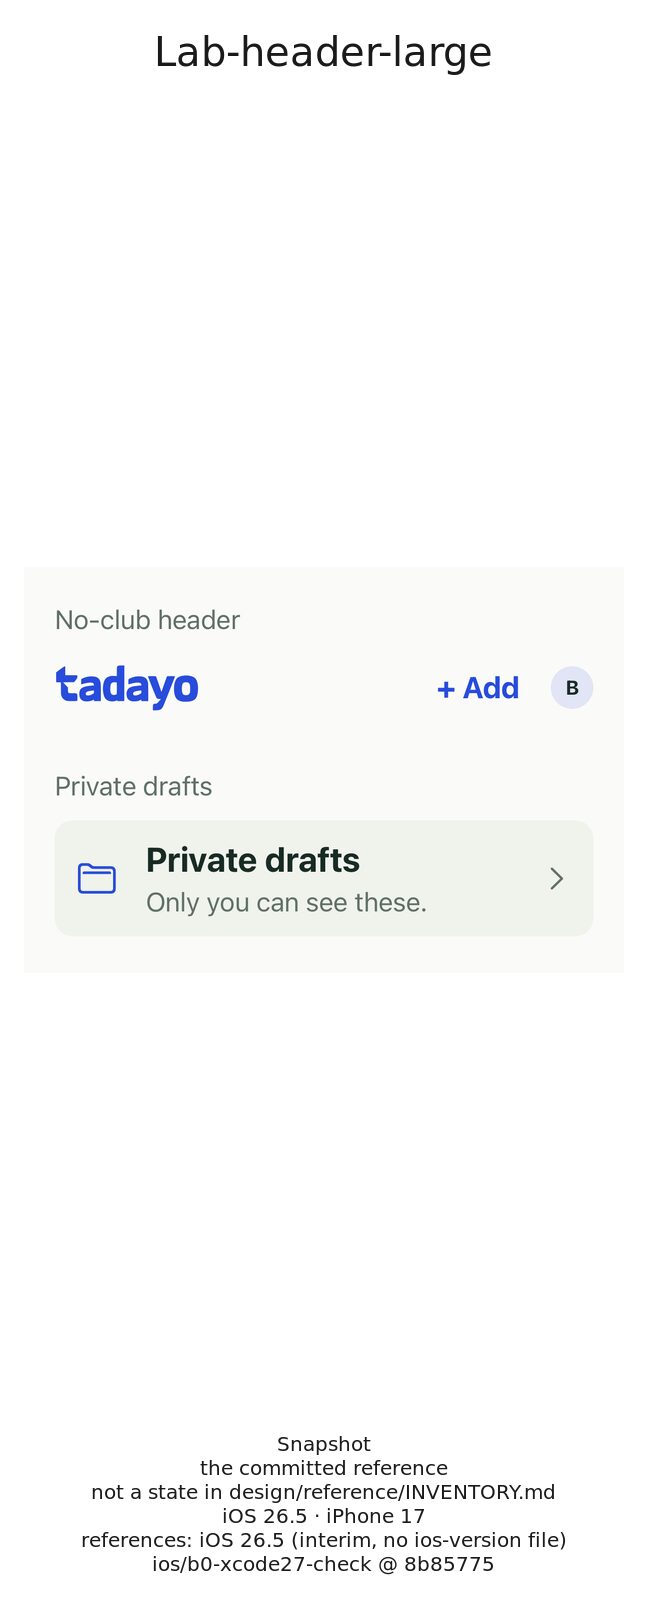 Lab-header-large
No-club header
tadayo
+ Add
B
Private drafts
Private drafts
Only you can see these.
Snapshot
the committed reference
not a state in design/reference/INVENTORY.md
iOS 26.5 · iPhone 17
references: iOS 26.5 (interim, no ios-version file)
ios/b0-xcode27-check @ 8b85775